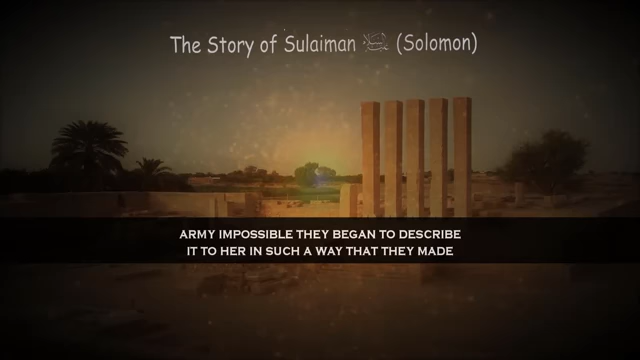 The Story of Sulaiman (Solomon)
ARMY IMPOSSIBLE THEY BEGAN TO DESCRIBE
IT TO HER IN SUCH A WAY THAT THEY MADE